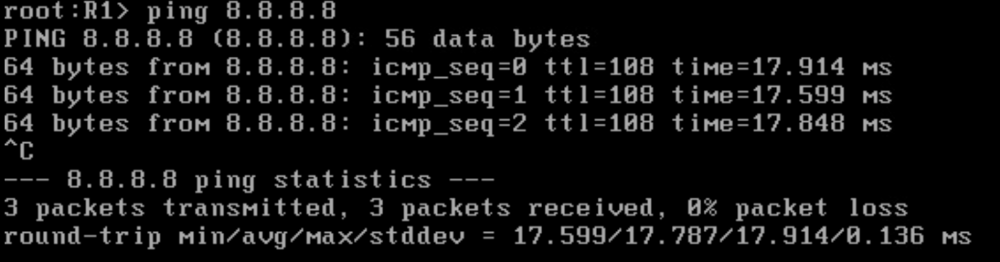 root:R1> ping 8.8.8.8
PING 8.8.8.8 (8.8.8.8): 56 data bytes
64 bytes from 8.8.8.8: icmp_seq=0 ttl=108 time=17.914 ms
64 bytes from 8.8.8.8: icmp_seq=1 ttl=108 time=17.599 ms
64 bytes from 8.8.8.8: icmp_seq=2 ttl=108 time=17.848 ms
^C
--- 8.8.8.8 ping statistics ---
3 packets transmitted, 3 packets received, 0% packet loss
round-trip min/avg/max/stddev = 17.599/17.787/17.914/0.136 ms